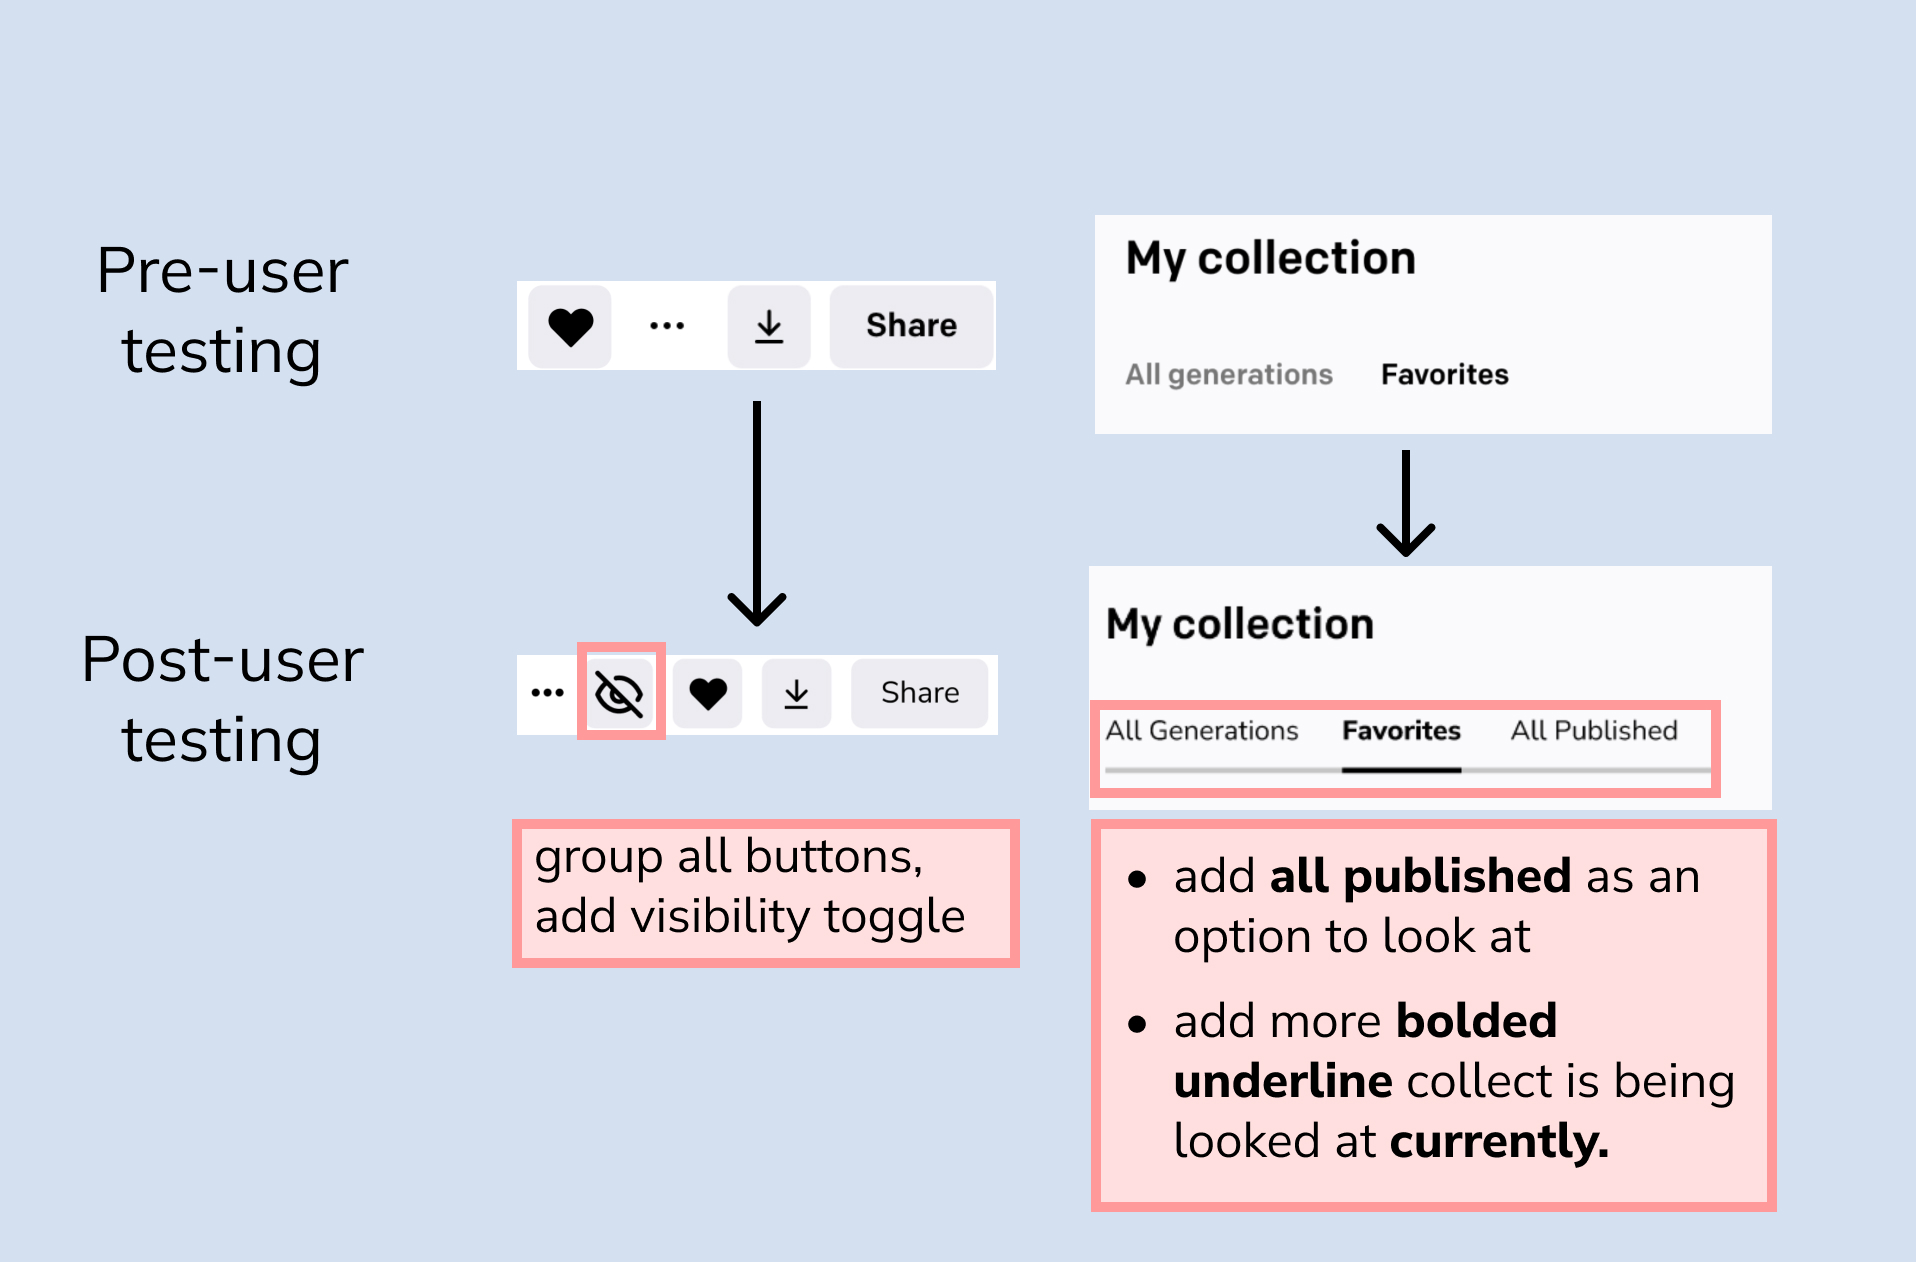 Pre-user
testing
Share
My collection
All generations Favorites
Post-user
testing
Share
My collection
All Generations Favorites All Published
group all buttons,
add visibility toggle
• add all published as an
option to look at
• add more bolded
underline collect is being
looked at currently.